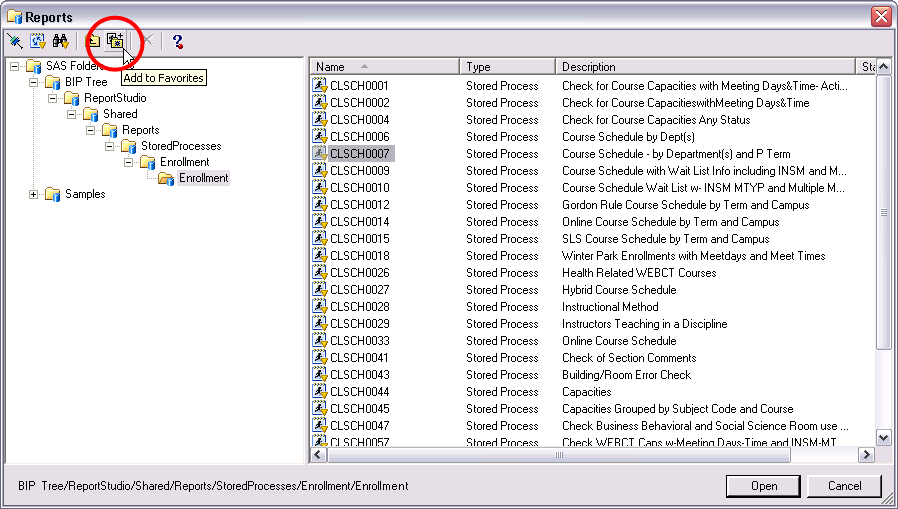 Reports
Add to Favorites
SAS Folders
BIP Tree
ReportStudio
Shared
Reports
StoredProcesses
Enrollment
Enrollment
Samples
Name Type Description Sta
CLSCH0001 Stored Process Check for Course Capacities with Meeting Days&Time- Acti...
CLSCH0002 Stored Process Check for Course CapacitieswithMeeting Days&Time
CLSCH0004 Stored Process Check for Course Capacities Any Status
CLSCH0006 Stored Process Course Schedule by Dept(s)
CLSCH0007 Stored Process Course Schedule - by Department(s) and P Term
CLSCH0009 Stored Process Course Schedule with Wait List Info including INSM and M...
CLSCH0010 Stored Process Course Schedule Wait List w- INSM MTYP and Multiple M...
CLSCH0012 Stored Process Gordon Rule Course Schedule by Term and Campus
CLSCH0014 Stored Process Online Course Schedule by Term and Campus
CLSCH0015 Stored Process SLS Course Schedule by Term and Campus
CLSCH0018 Stored Process Winter Park Enrollments with Meetdays and Meet Times
CLSCH0026 Stored Process Health Related WEBCT Courses
CLSCH0027 Stored Process Hybrid Course Schedule
CLSCH0028 Stored Process Instructional Method
CLSCH0029 Stored Process Instructors Teaching in a Discipline
CLSCH0033 Stored Process Online Course Schedule
CLSCH0041 Stored Process Check of Section Comments
CLSCH0043 Stored Process Building/Room Error Check
CLSCH0044 Stored Process Capacities
CLSCH0045 Stored Process Capacities Grouped by Subject Code and Course
CLSCH0047 Stored Process Check Business Behavioral and Social Science Room use ...
CLSCH0057 Stored Process Check WEBCT Caps w-Meeting Days-Time and INSM-MT
BIP Tree/ReportStudio/Shared/Reports/StoredProcesses/Enrollment/Enrollment
Open Cancel